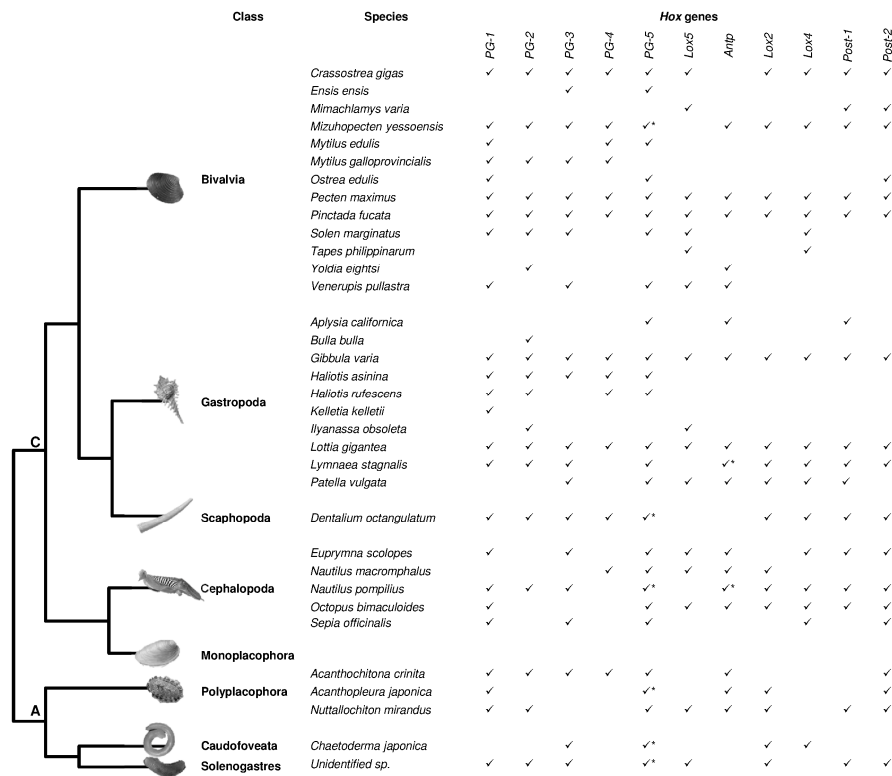 Class Species Hox genes
PG-1 PG-2 PG-3 PG-4 PG-5 Lox5 Antp Lox2 Lox4 Post-1 Post-2
Crassostrea gigas ✓ ✓ ✓ ✓ ✓ ✓ ✓ ✓ ✓ ✓
Ensis ensis ✓ ✓
Mimachlamys varia ✓ ✓ ✓
Mizuhopecten yessoensis ✓ ✓ ✓ ✓ ✓* ✓ ✓ ✓ ✓ ✓
Mytilus edulis ✓ ✓ ✓
Mytilus galloprovincialis ✓ ✓ ✓ ✓
Bivalvia Ostrea edulis ✓ ✓ ✓
Pecten maximus ✓ ✓ ✓ ✓ ✓ ✓ ✓ ✓ ✓ ✓ ✓
Pinctada fucata ✓ ✓ ✓ ✓ ✓ ✓ ✓ ✓ ✓ ✓ ✓
Solen marginatus ✓ ✓ ✓ ✓ ✓ ✓
Tapes philippinarum ✓ ✓
Yoldia eightsi ✓ ✓
Venerupis pullastra ✓ ✓ ✓ ✓ ✓
Aplysia californica ✓ ✓ ✓
Bulla bulla ✓
Gibbula varia ✓ ✓ ✓ ✓ ✓ ✓ ✓ ✓ ✓ ✓ ✓
Haliotis asinina ✓ ✓ ✓ ✓ ✓
Haliotis rufescens ✓ ✓ ✓ ✓
Gastropoda
Kelletia kelletii ✓
Ilyanassa obsoleta ✓ ✓
C
Lottia gigantea ✓ ✓ ✓ ✓ ✓ ✓ ✓ ✓ ✓ ✓ ✓
Lymnaea stagnalis ✓ ✓ ✓ ✓ ✓* ✓ ✓ ✓ ✓
Patella vulgata ✓ ✓ ✓ ✓ ✓ ✓ ✓
Scaphopoda Dentalium octangulatum ✓ ✓ ✓ ✓ ✓* ✓ ✓ ✓ ✓
Euprymna scolopes ✓ ✓ ✓ ✓ ✓ ✓ ✓ ✓
Nautilus macromphalus ✓ ✓ ✓ ✓ ✓
Cephalopoda Nautilus pompilius ✓ ✓ ✓ ✓* ✓* ✓ ✓ ✓ ✓
Octopus bimaculoides ✓ ✓ ✓ ✓ ✓ ✓ ✓ ✓
Sepia officinalis ✓ ✓ ✓ ✓ ✓
Monoplacophora
Acanthochitona crinita ✓ ✓ ✓ ✓ ✓ ✓ ✓
Polyplacophora Acanthopleura japonica ✓ ✓* ✓ ✓ ✓
A Nuttallochiton mirandus ✓ ✓ ✓ ✓ ✓ ✓ ✓ ✓
Caudofoveata Chaetoderma japonica ✓ ✓* ✓ ✓
Solenogastres Unidentified sp. ✓ ✓ ✓ ✓* ✓ ✓ ✓ ✓